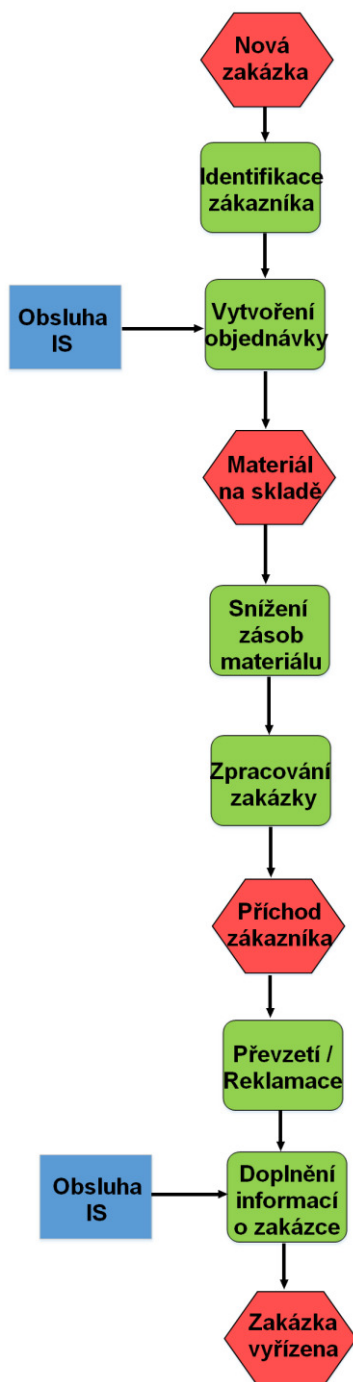 Nová
zakázka
Identifikace
zákazníka
Obsluha
IS
Vytvoření
objednávky
Materiál
na skladě
Snížení
zásob
materiálu
Zpracování
zakázky
Příchod
zákazníka
Převzetí /
Reklamace
Obsluha
IS
Doplnění
informací
o zakázce
Zakázka
vyřízena